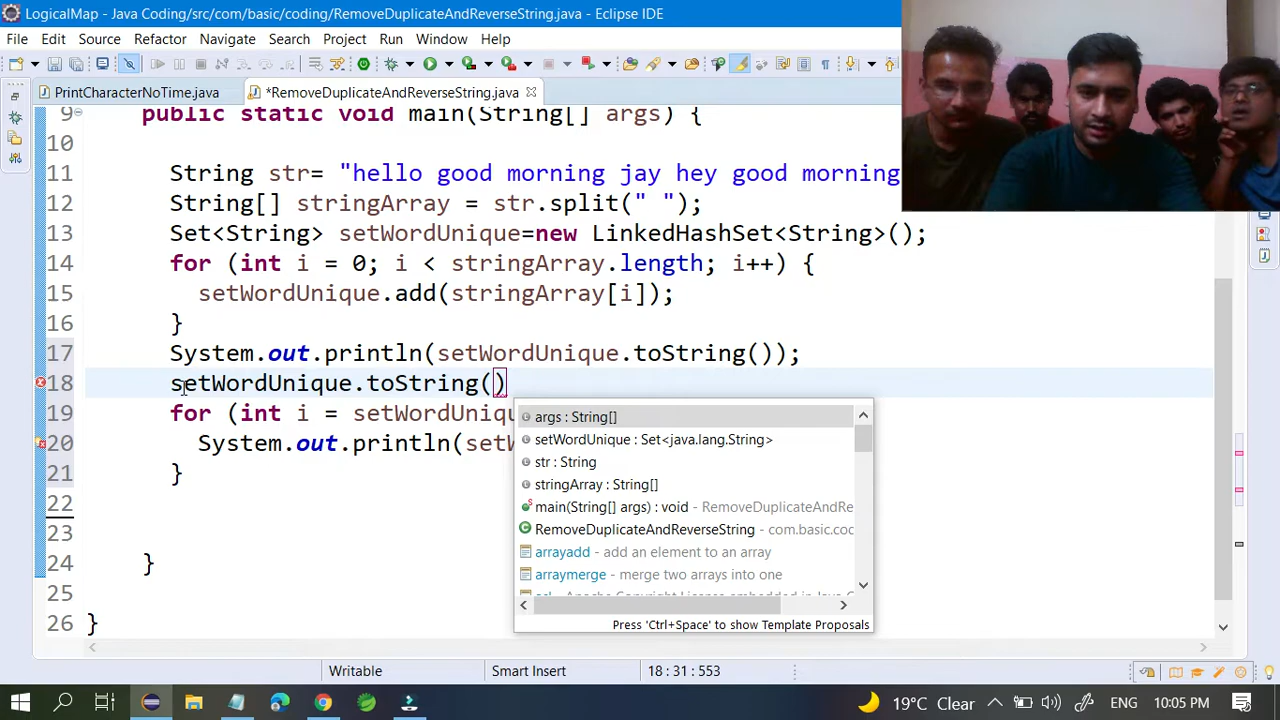 LogicalMap - Java Coding/src/com/basic/coding/RemoveDuplicateAndReverseString.java - Eclipse IDE
File Edit Source Refactor Navigate Search Project Run Window Help
PrintCharacterNoTime.java *RemoveDuplicateAndReverseString.java
9 public static void main(String[] args) {
10
11 String str= "hello good morning jay hey good morning
12 String[] stringArray = str.split(" ");
13 Set<String> setWordUnique=new LinkedHashSet<String>();
14 for (int i = 0; i < stringArray.length; i++) {
15 setWordUnique.add(stringArray[i]);
16 }
17 System.out.println(setWordUnique.toString());
18 setWordUnique.toString()
19 for (int i = setWordUniqu
20 System.out.println(setW
21 }
22
23
24 }
25
26 }
args : String[]
setWordUnique : Set<java.lang.String>
str : String
stringArray : String[]
main(String[] args) : void - RemoveDuplicateAndRe
RemoveDuplicateAndReverseString - com.basic.coc
arrayadd - add an element to an array
arraymerge - merge two arrays into one
Press 'Ctrl+Space' to show Template Proposals
Writable Smart Insert 18 : 31 : 553
19°C Clear ENG 10:05 PM